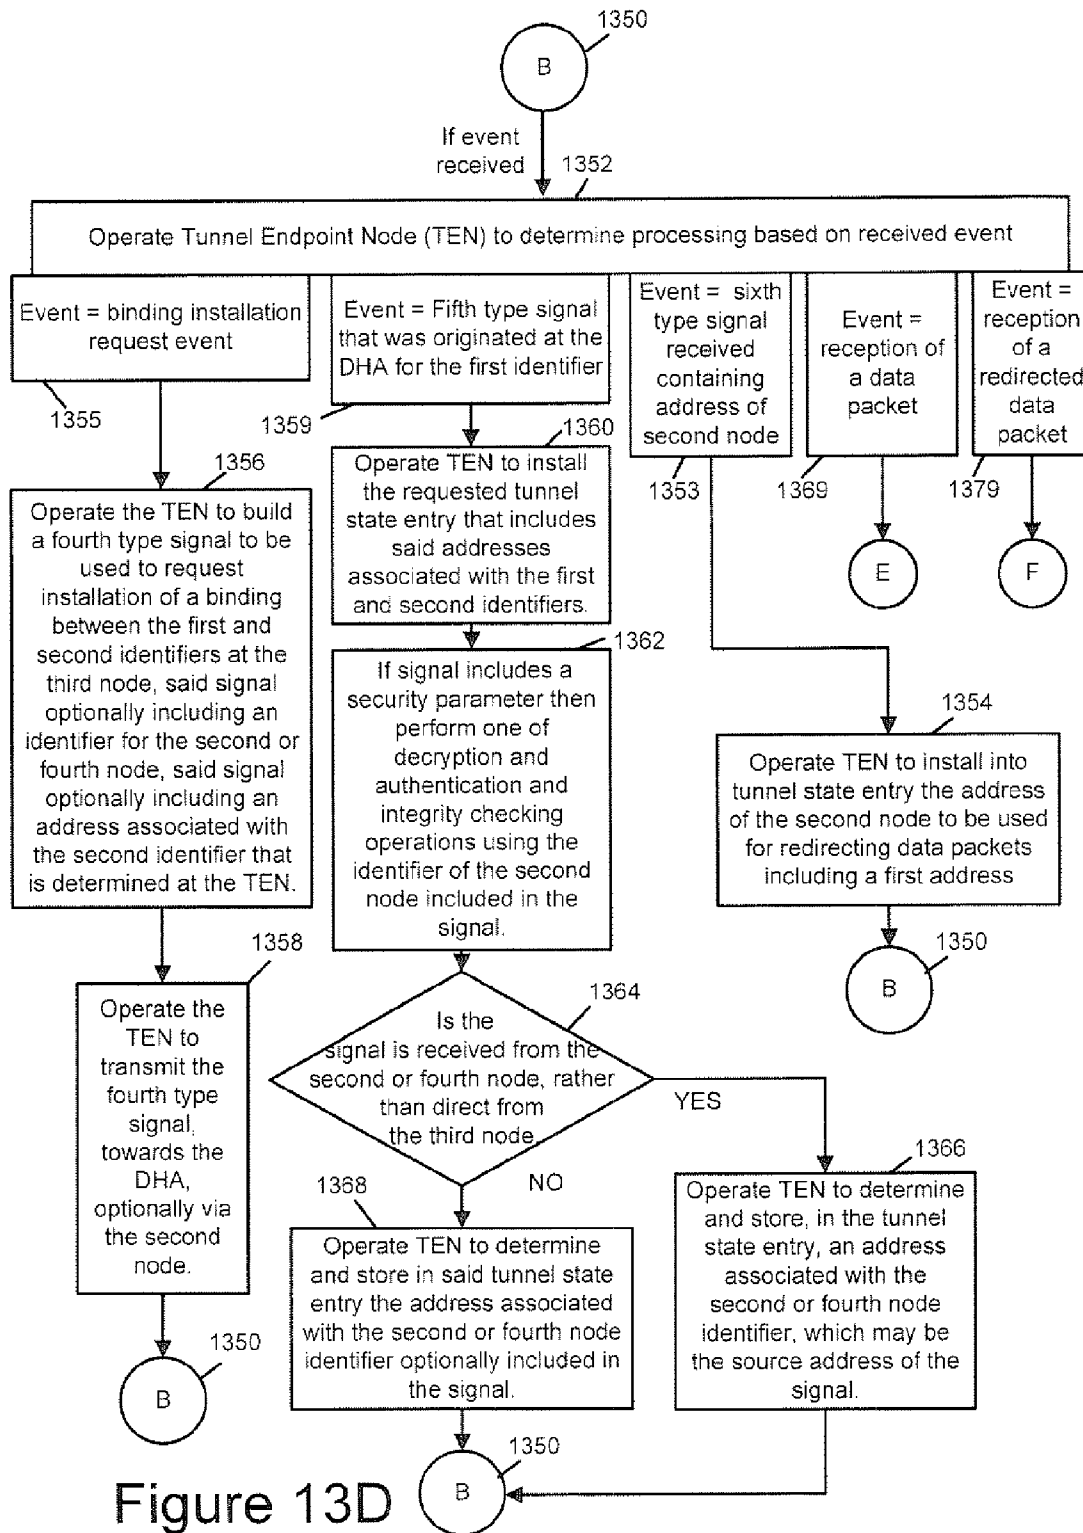 1350
B
If event
received
1352
Operate Tunnel Endpoint Node (TEN) to determine processing based on received event
Event = binding installation
request event
1355
Event = Fifth type signal
that was originated at the
DHA for the first identifier
1359
Event = sixth
type signal
received
containing
address of
second node
1353
Event =
reception of
a data
packet
1369
Event =
reception
of a
redirected
data
packet
1379
E
F
1356
Operate the TEN to build
a fourth type signal to be
used to request
installation of a binding
between the first and
second identifiers at the
third node, said signal
optionally including an
identifier for the second or
fourth node, said signal
optionally including an
address associated with
the second identifier that
is determined at the TEN.
1360
Operate TEN to install
the requested tunnel
state entry that includes
said addresses
associated with the first
and second identifiers.
1362
If signal includes a
security parameter then
perform one of
decryption and
authentication and
integrity checking
operations using the
identifier of the second
node included in the
signal.
1354
Operate TEN to install into
tunnel state entry the address
of the second node to be used
for redirecting data packets
including a first address
1350
B
1358
Operate the
TEN to
transmit the
fourth type
signal,
towards the
DHA,
optionally via
the second
node.
1350
B
1364
Is the
signal is received from the
second or fourth node, rather
than direct from
the third node.
YES
NO
1366
Operate TEN to determine
and store, in the tunnel
state entry, an address
associated with the
second or fourth node
identifier, which may be
the source address of the
signal.
1368
Operate TEN to determine
and store in said tunnel state
entry the address associated
with the second or fourth node
identifier optionally included in
the signal.
1350
B
Figure 13D